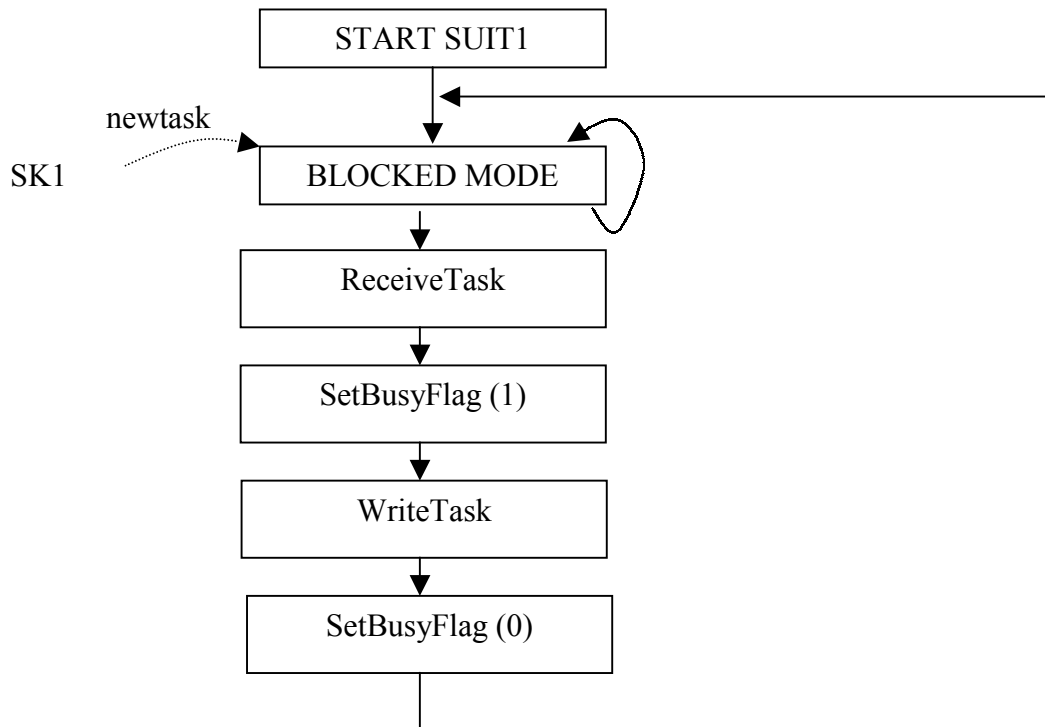 START SUIT1
newtask
SK1
BLOCKED MODE
ReceiveTask
SetBusyFlag (1)
WriteTask
SetBusyFlag (0)